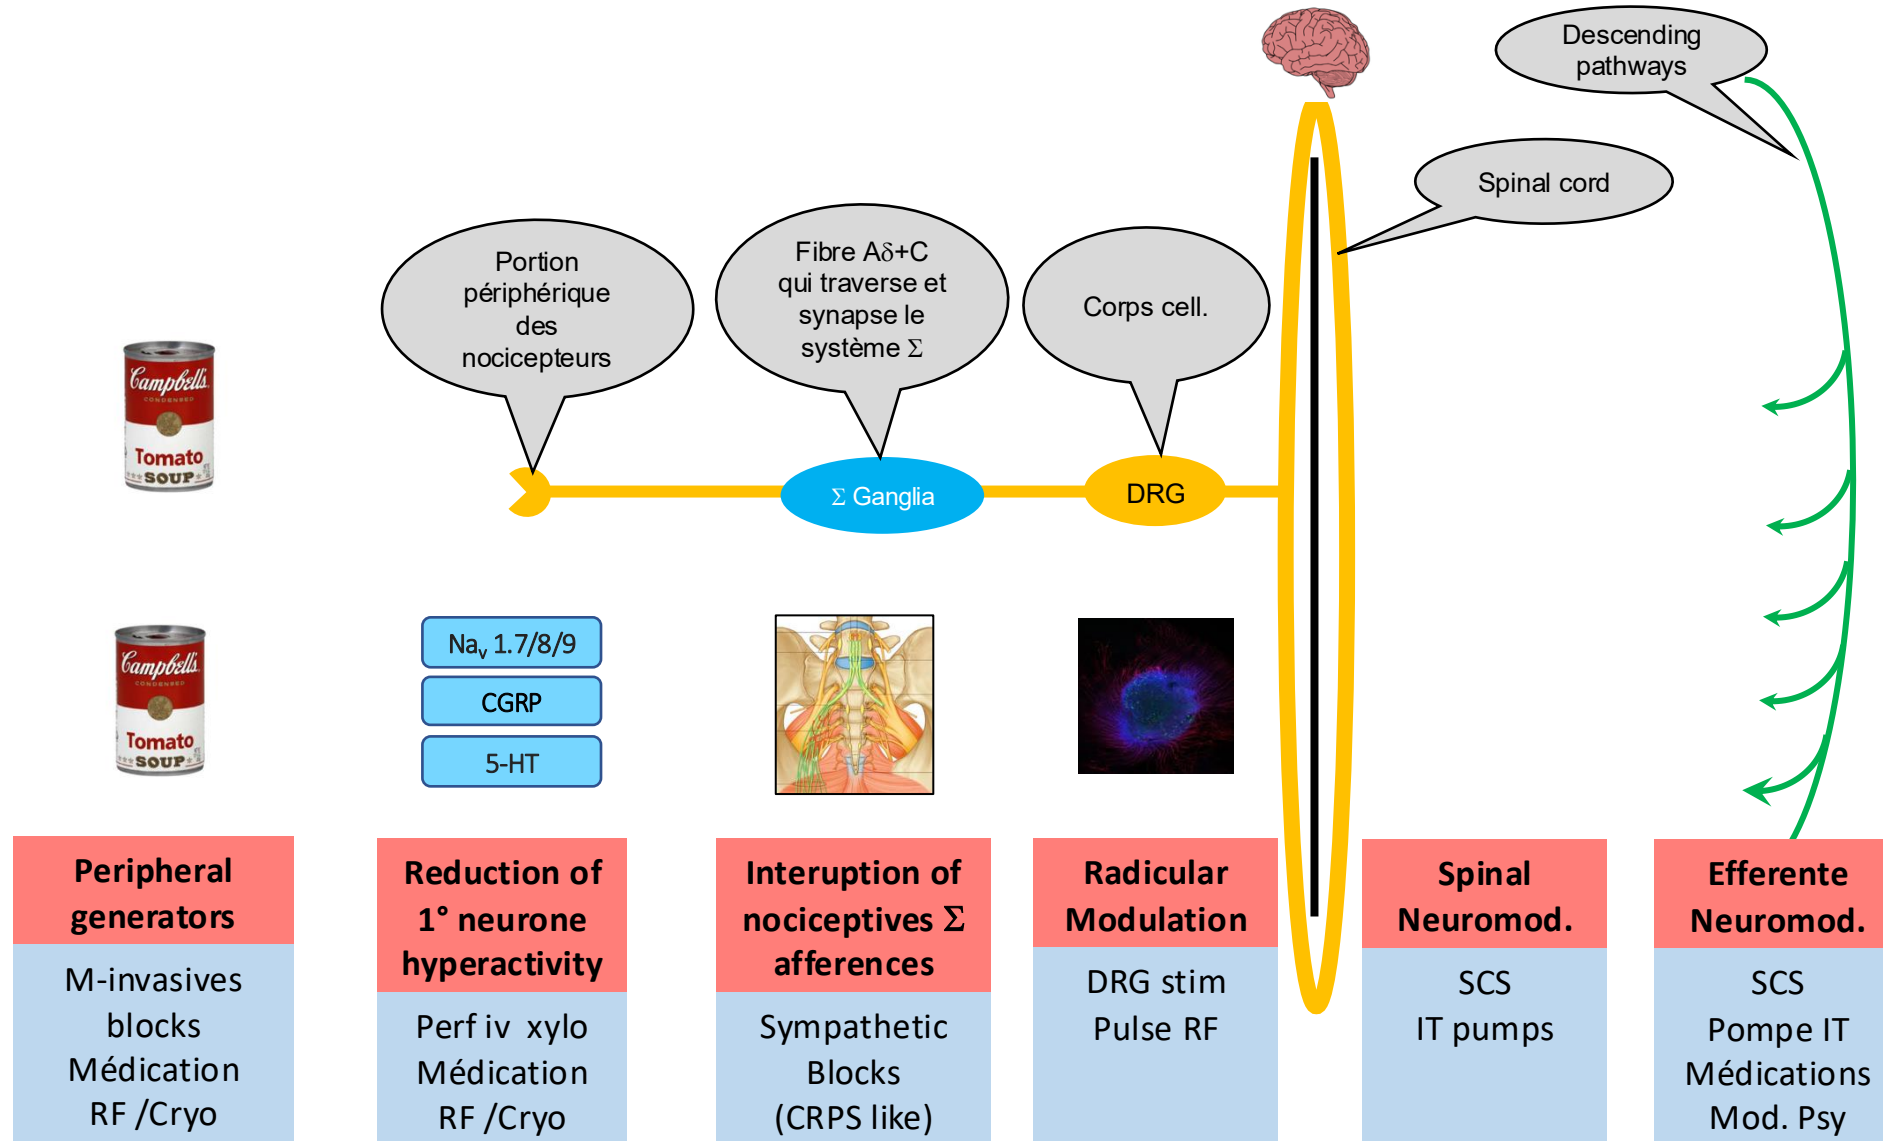 Descending
pathways
Spinal cord
Portion
périphérique
des
nocicepteurs
Fibre Aδ+C
qui traverse et
synapse le
système Σ
Corps cell.
Campbell's
CONDENSED
Tomato
SOUP
Σ Ganglia
DRG
Campbell's
CONDENSED
Tomato
SOUP
Nav 1.7/8/9
CGRP
5-HT
Peripheral
generators
M-invasives
blocks
Médication
RF /Cryo
Reduction of
1° neurone
hyperactivity
Perf iv xylo
Médication
RF /Cryo
Interuption of
nociceptives Σ
afferences
Sympathetic
Blocks
(CRPS like)
Radicular
Modulation
DRG stim
Pulse RF
Spinal
Neuromod.
SCS
IT pumps
Efferente
Neuromod.
SCS
Pompe IT
Médications
Mod. Psy